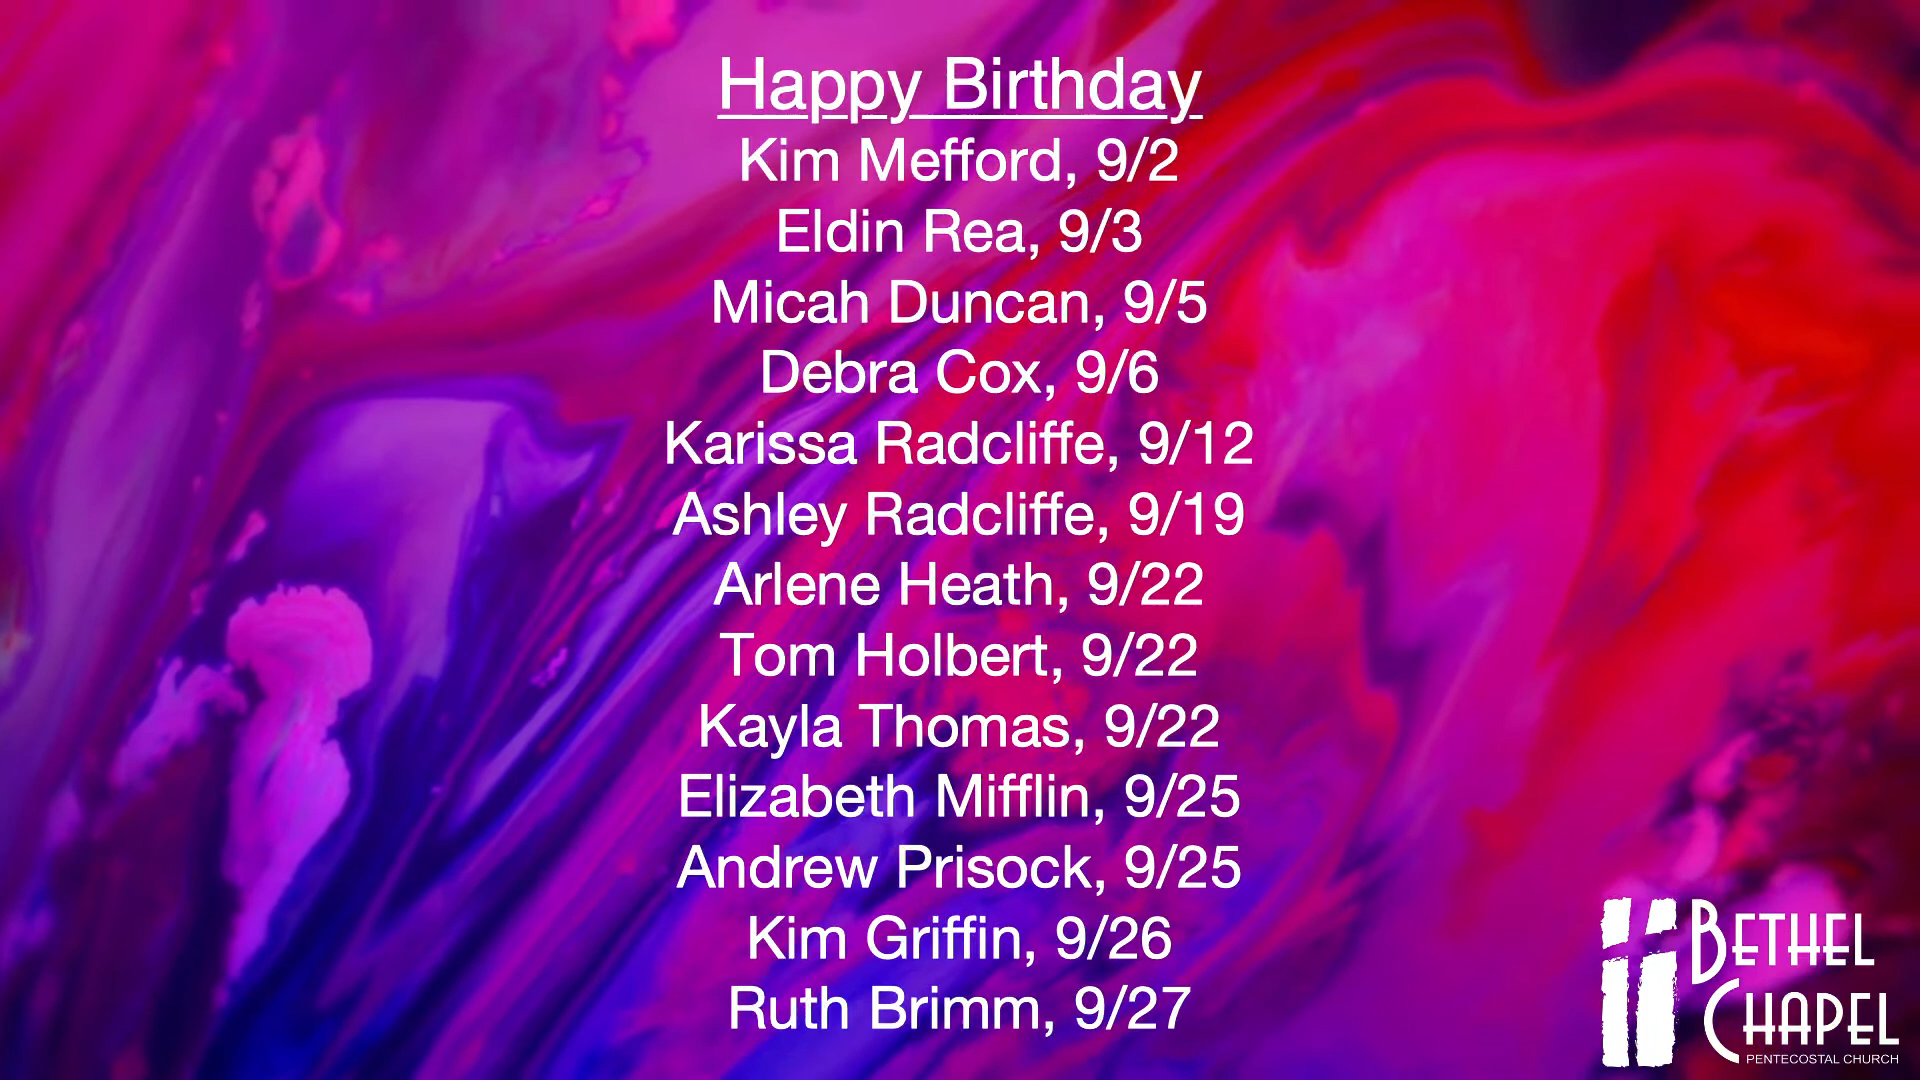 Happy Birthday
Kim Mefford, 9/2
Eldin Rea, 9/3
Micah Duncan, 9/5
Debra Cox, 9/6
Karissa Radcliffe, 9/12
Ashley Radcliffe, 9/19
Arlene Heath, 9/22
Tom Holbert, 9/22
Kayla Thomas, 9/22
Elizabeth Mifflin, 9/25
Andrew Prisock, 9/25
Kim Griffin, 9/26
Ruth Brimm, 9/27
BETHEL
CHAPEL
PENTECOSTAL CHURCH